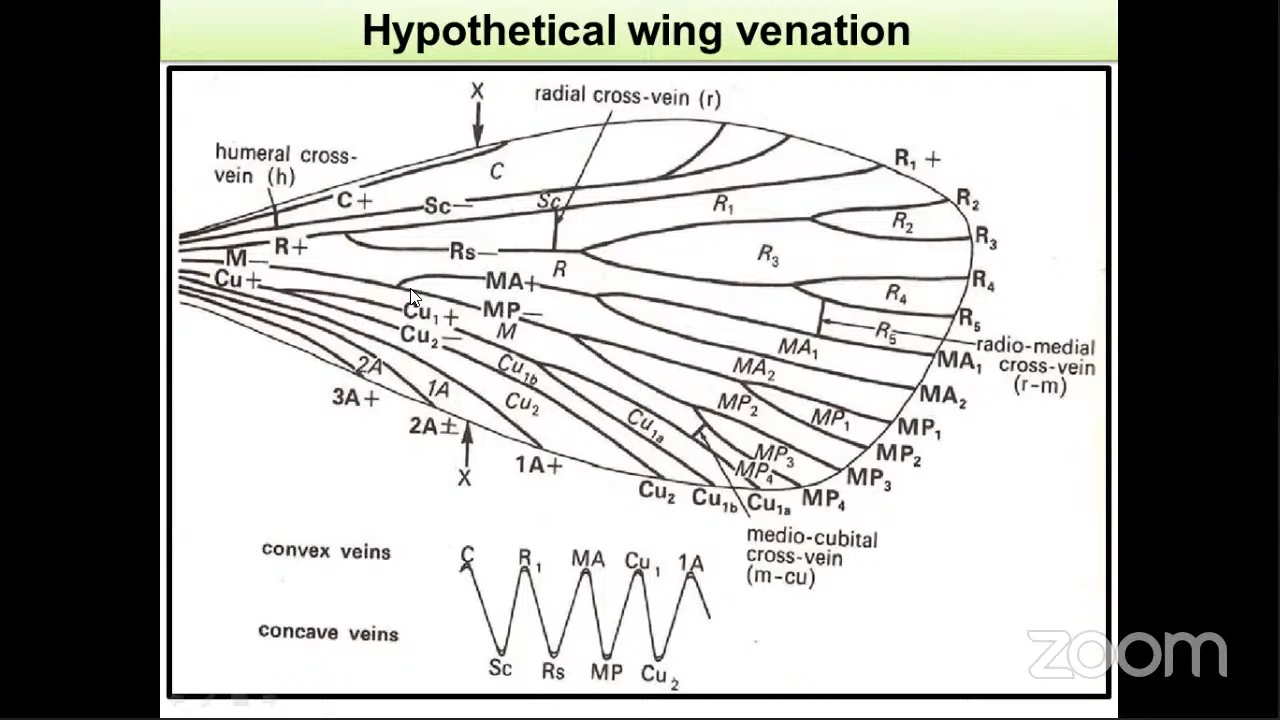 Hypothetical wing venation
X
radial cross-vein (r)
humeral cross-
vein (h)
C
C+
Sc—
Sc
R₁ +
R₁
R₂
R₂
R₃
R+
Rs—
R
R₃
M—
Cu+
MA+
R₄
R₄
Cu₁+
MP—
R₅
R₅
radio-medial
cross-vein
(r-m)
Cu₂—
M
MA₁
MA₁
2A
Cu₁b
MA₂
MA₂
3A+
1A
Cu₂
MP₂
MP₁
MP₁
2A±
Cu₁a
MP₃
MP₂
X
1A+
MP₄
MP₃
Cu₂
Cu₁b
Cu₁a
MP₄
medio-cubital
cross-vein
(m-cu)
convex veins
C R₁ MA Cu₁ 1A
concave veins
Sc Rs MP Cu₂
zoom